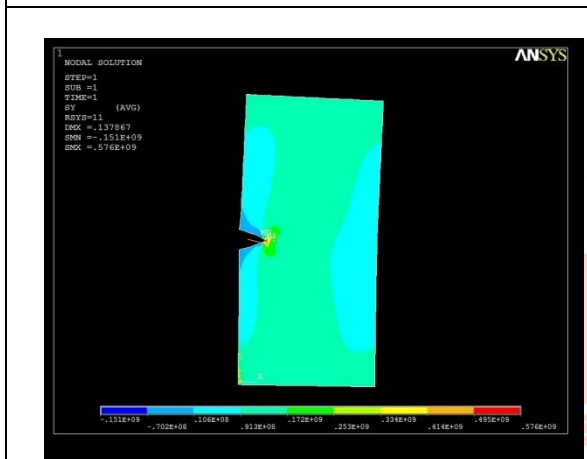 1
NODAL SOLUTION
ANSYS
STEP=1
SUB =1
TIME=1
SY (AVG)
RSYS=11
DMX =.137867
SMN =-.151E+09
SMX =.576E+09
MX
X
-.151E+09 .106E+08 .172E+09 .334E+09 .495E+09
-.702E+08 .913E+08 .253E+09 .414E+09 .576E+09